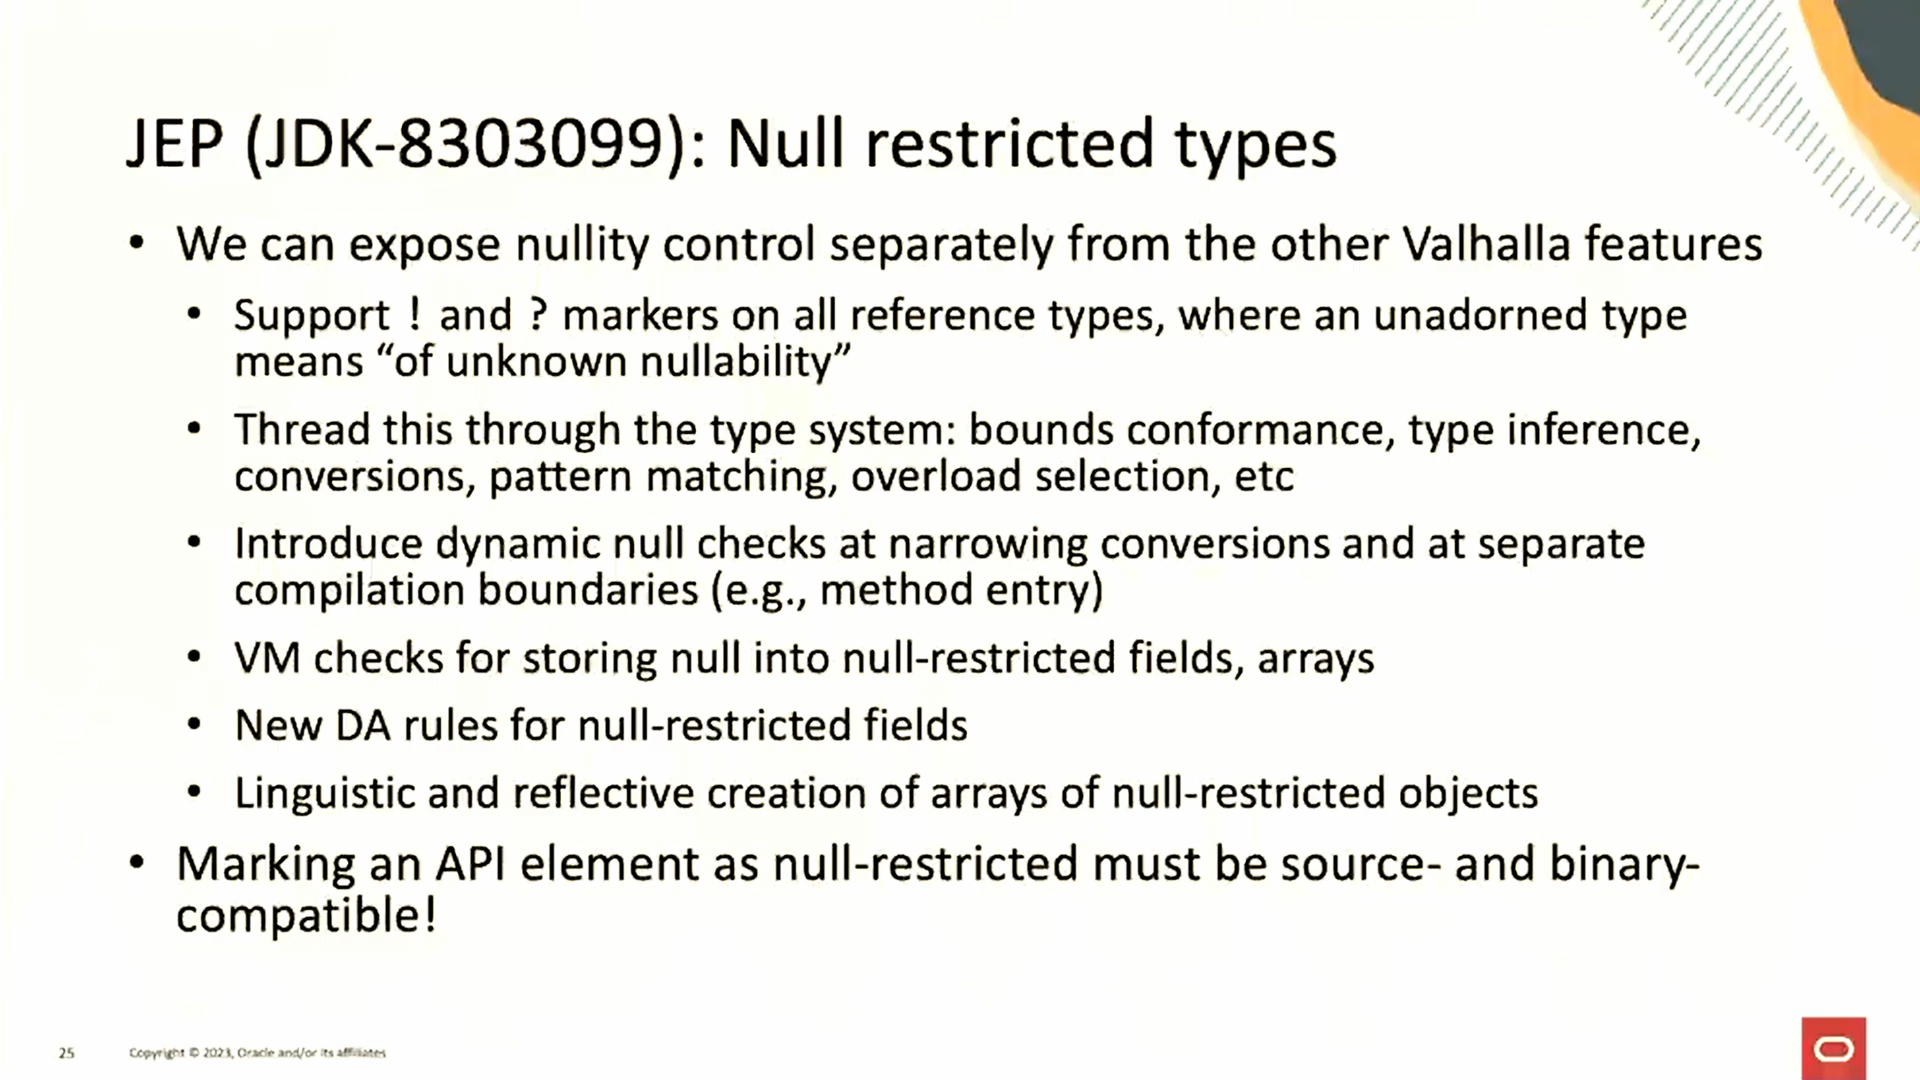 JEP (JDK-8303099): Null restricted types
• We can expose nullity control separately from the other Valhalla features
• Support ! and ? markers on all reference types, where an unadorned type
means “of unknown nullability”
• Thread this through the type system: bounds conformance, type inference,
conversions, pattern matching, overload selection, etc
• Introduce dynamic null checks at narrowing conversions and at separate
compilation boundaries (e.g., method entry)
• VM checks for storing null into null-restricted fields, arrays
• New DA rules for null-restricted fields
• Linguistic and reflective creation of arrays of null-restricted objects
• Marking an API element as null-restricted must be source- and binary-
compatible!
25 Copyright © 2023, Oracle and/or its affiliates